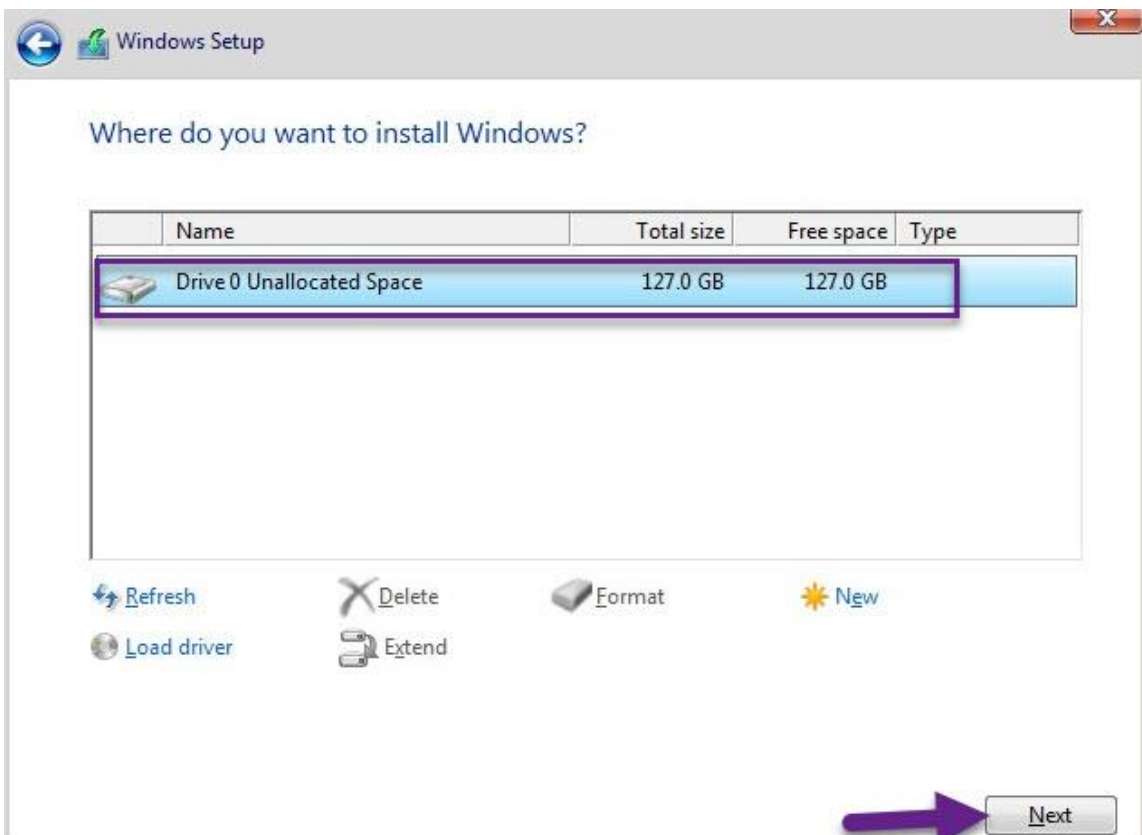 Windows Setup
Where do you want to install Windows?
Name Total size Free space Type
Drive 0 Unallocated Space 127.0 GB 127.0 GB
Refresh Delete Format New
Load driver Extend
Next